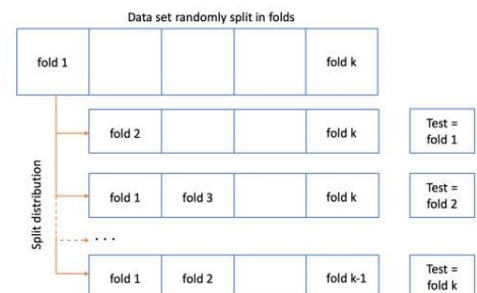 Data set randomly split in folds
fold 1
fold k
fold 2
fold k
Test =
fold 1
Split distribution
fold 1
fold 3
fold k
Test =
fold 2
...
fold 1
fold 2
fold k-1
Test =
fold k